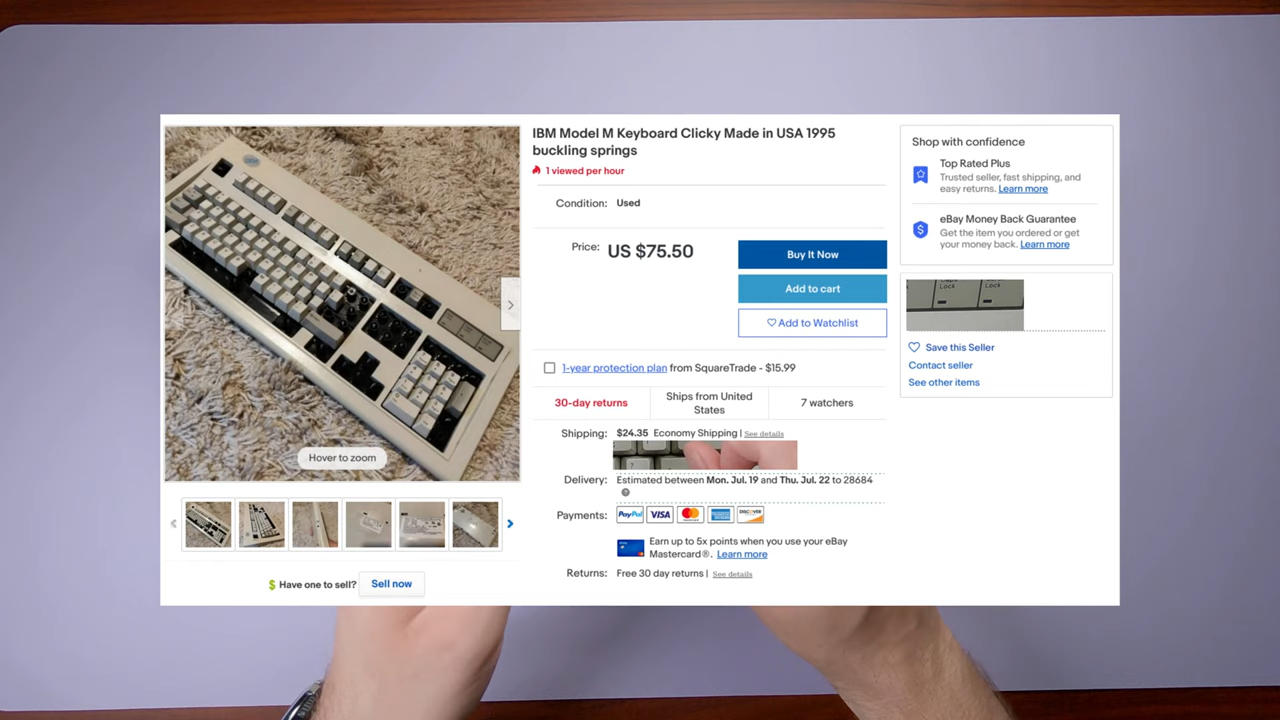 IBM Model M Keyboard Clicky Made in USA 1995
buckling springs
1 viewed per hour
Condition: Used
Price: US $75.50
Buy It Now
Add to cart
Add to Watchlist
1-year protection plan from SquareTrade - $15.99
30-day returns
Ships from United
States
7 watchers
Shipping: $24.35 Economy Shipping | See details
Delivery: Estimated between Mon. Jul. 19 and Thu. Jul. 22 to 28684
Payments: PayPal VISA MasterCard AMERICAN EXPRESS DISCOVER
Earn up to 5x points when you use your eBay
Mastercard®. Learn more
Returns: Free 30 day returns | See details
Hover to zoom
$ Have one to sell? Sell now
Shop with confidence
Top Rated Plus
Trusted seller, fast shipping, and
easy returns. Learn more
eBay Money Back Guarantee
Get the item you ordered or get
your money back. Learn more
Lock
Lock
Save this Seller
Contact seller
See other items